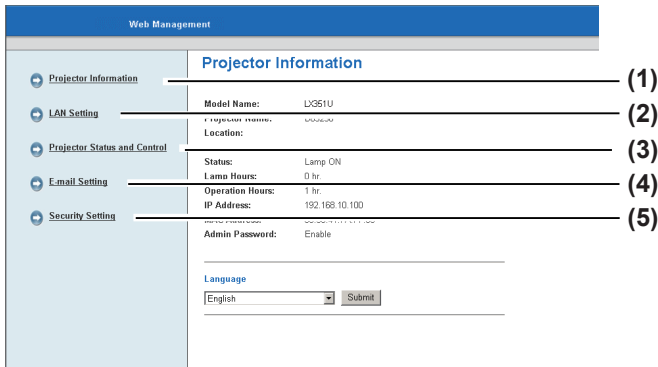 Web Management
Projector Information
Projector Information (1)
LAN Setting (2)
Projector Status and Control (3)
E-mail Setting (4)
Security Setting (5)
Model Name: LX351U
Projector Name:
Location:
Status: Lamp ON
Lamp Hours: 0 hr.
Operation Hours: 1 hr.
IP Address: 192.168.10.100
Admin Password: Enable
Language
English Submit